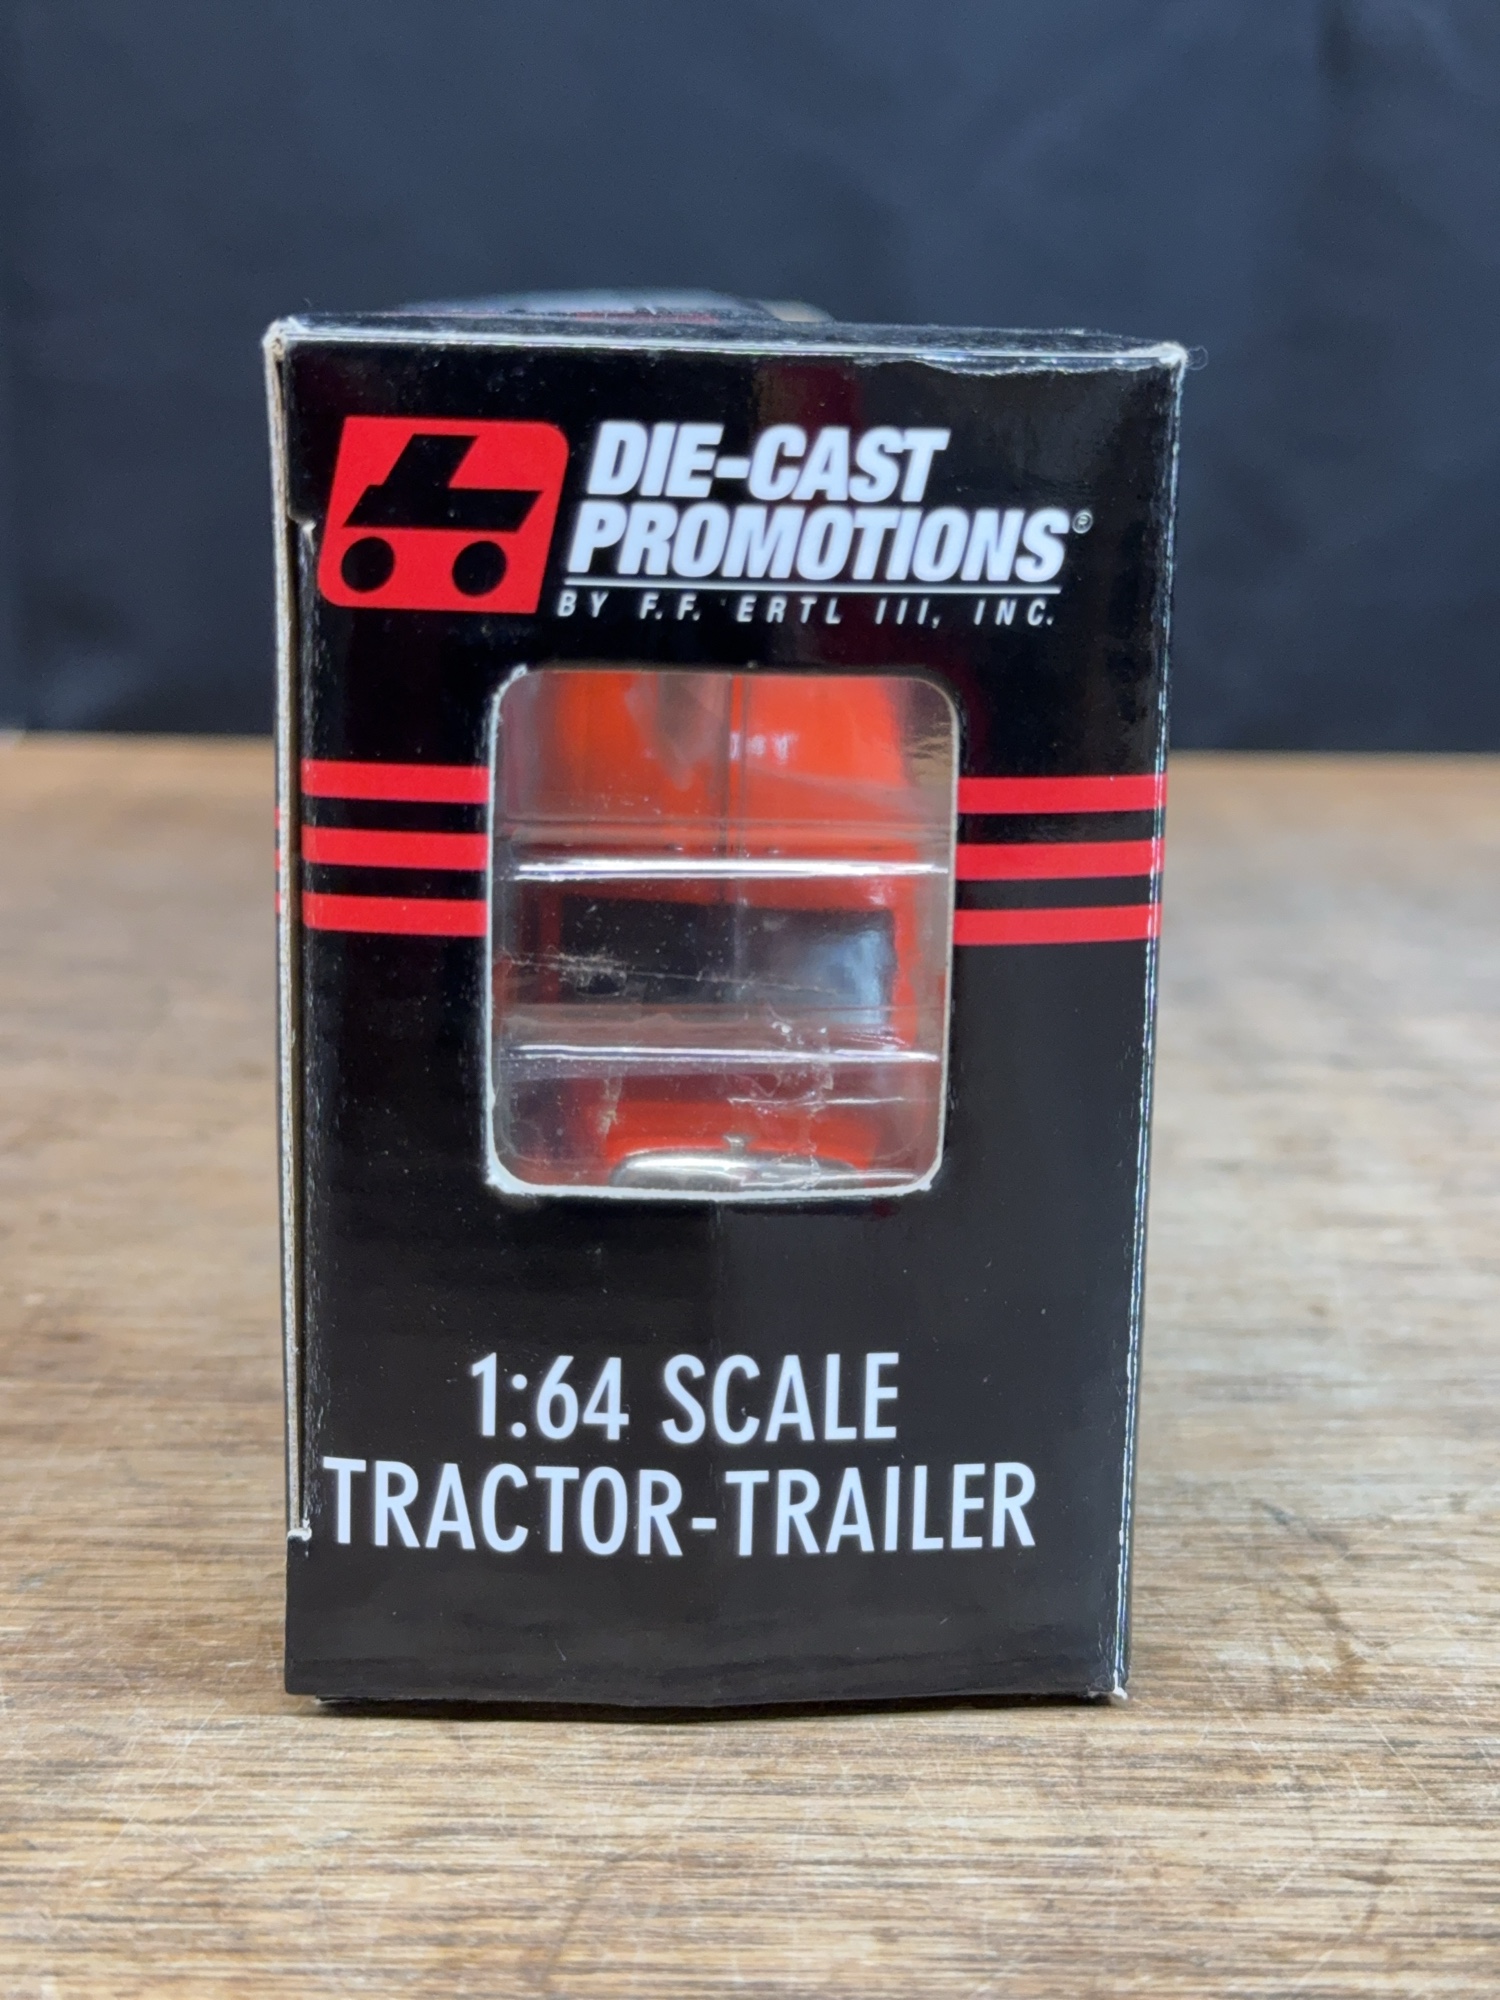 DIE-CAST
PROMOTIONS®
BY F.F. ERTL III, INC.
1:64 SCALE
TRACTOR-TRAILER